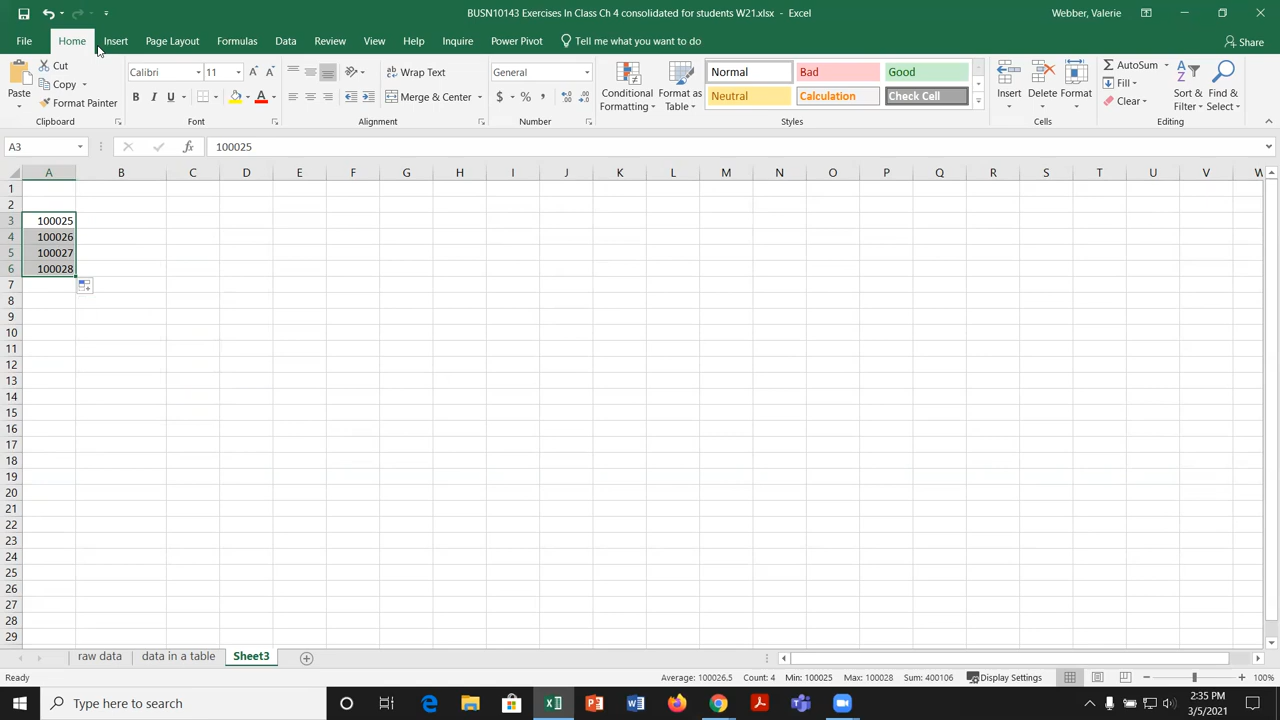 BUSN10143 Exercises In Class Ch 4 consolidated for students W21.xlsx - Excel
Webber, Valerie
File Home Insert Page Layout Formulas Data Review View Help Inquire Power Pivot Tell me what you want to do Share
Paste
Cut
Copy
Format Painter
Clipboard
Calibri 11
B I U
Font
Wrap Text
Merge & Center
Alignment
General
$ % ,
Number
Conditional Formatting
Format as Table
Normal Bad Good
Neutral Calculation Check Cell
Styles
Insert Delete Format
Cells
AutoSum
Fill
Clear
Sort & Filter
Find & Select
Editing
A3 fx 100025
A B C D E F G H I J K L M N O P Q R S T U V W
1
2
3 100025
4 100026
5 100027
6 100028
7
8
9
10
11
12
13
14
15
16
17
18
19
20
21
22
23
24
25
26
27
28
29
raw data data in a table Sheet3
Ready Average: 100026.5 Count: 4 Min: 100025 Max: 100028 Sum: 400106 Display Settings 100%
Type here to search
2:35 PM
3/5/2021